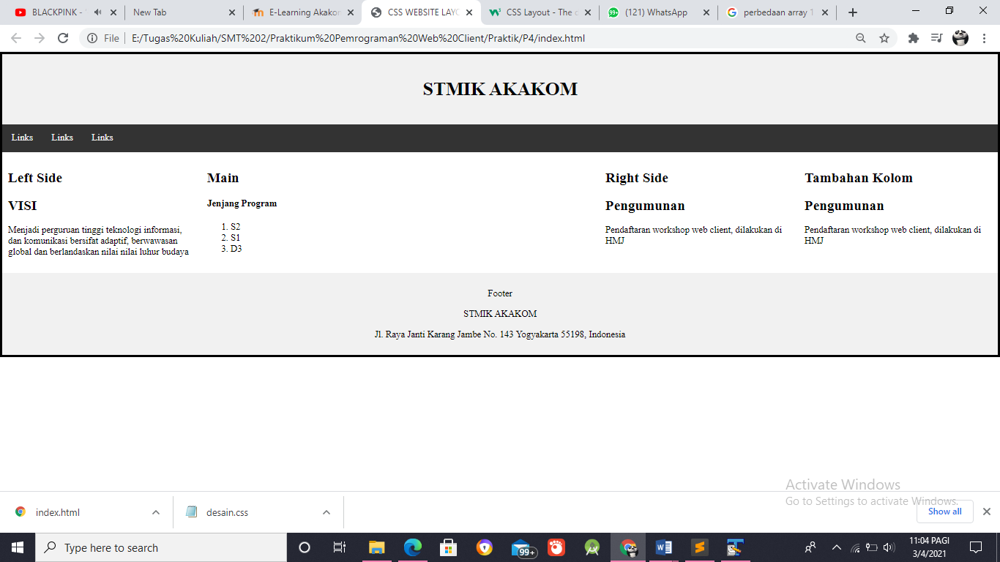 BLACKPINK -
New Tab
E-Learning Akakom
CSS WEBSITE LAYO
CSS Layout - The
99+
(121) WhatsApp
perbedaan array 1
File
E:/Tugas%20Kuliah/SMT%202/Praktikum%20Pemrograman%20Web%20Client/Praktik/P4/index.html
STMIK AKAKOM
Links Links Links
Left Side
VISI
Menjadi perguruan tinggi teknologi informasi,
dan komunikasi bersifat adaptif, berwawasan
global dan berlandaskan nilai nilai luhur budaya
Main
Jenjang Program
1. S2
2. S1
3. D3
Right Side
Pengumunan
Pendaftaran workshop web client, dilakukan di
HMJ
Tambahan Kolom
Pengumunan
Pendaftaran workshop web client, dilakukan di
HMJ
Footer
STMIK AKAKOM
Jl. Raya Janti Karang Jambe No. 143 Yogyakarta 55198, Indonesia
Activate Windows
Go to Settings to activate Windows.
index.html
desain.css
Show all
Type here to search
99+
11:04 PAGI
3/4/2021